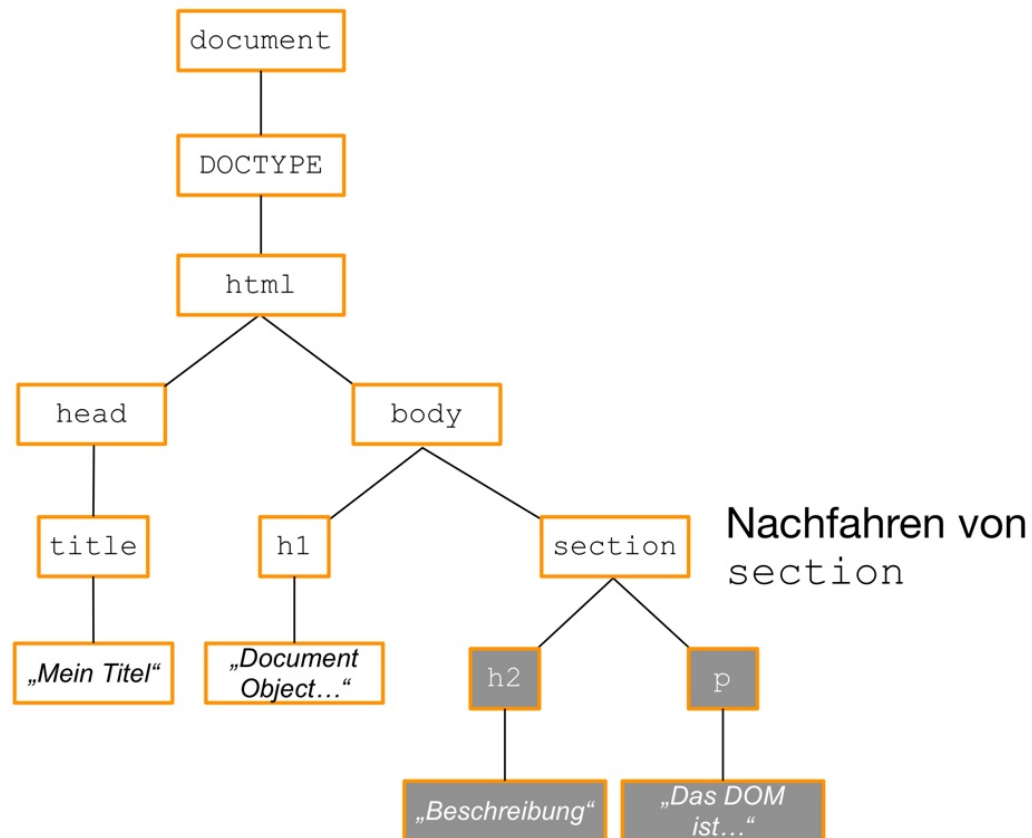 document
DOCTYPE
html
head
body
title
h1
section
Nachfahren von
section
„Mein Titel“
„Document
Object…“
h2
p
„Beschreibung“
„Das DOM
ist…“